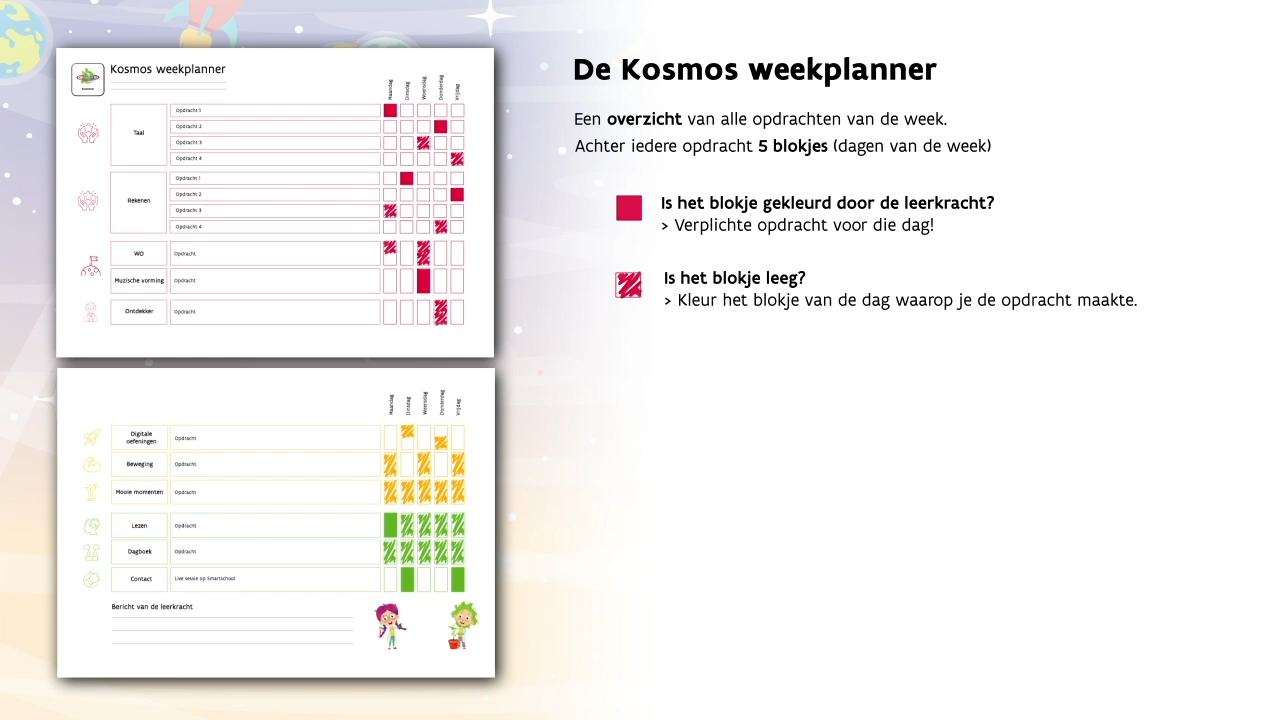 Kosmos weekplanner
Maandag
Dinsdag
Woensdag
Donderdag
Vrijdag
Taal
Opdracht 1
Opdracht 2
Opdracht 3
Opdracht 4
Rekenen
Opdracht 1
Opdracht 2
Opdracht 3
Opdracht 4
WO
Opdracht
Muzische vorming
Opdracht
Ontdekker
Opdracht
Maandag
Dinsdag
Woensdag
Donderdag
Vrijdag
Digitale
oefeningen
Opdracht
Beweging
Opdracht
Mooie momenten
Opdracht
Lezen
Opdracht
Dagboek
Opdracht
Contact
Live sessie op Smartschool
Bericht van de leerkracht
De Kosmos weekplanner
Een overzicht van alle opdrachten van de week.
Achter iedere opdracht 5 blokjes (dagen van de week)
Is het blokje gekleurd door de leerkracht?
> Verplichte opdracht voor die dag!
Is het blokje leeg?
> Kleur het blokje van de dag waarop je de opdracht maakte.